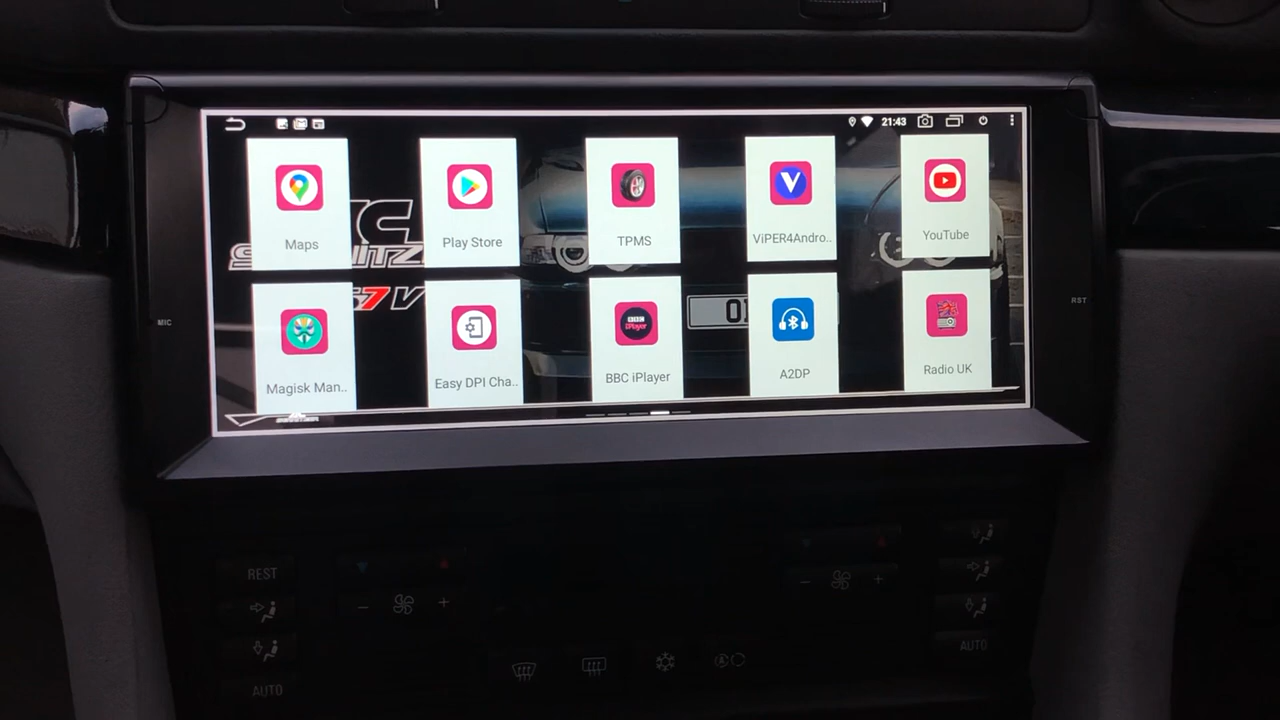 21:43
Maps
Play Store
TPMS
ViPER4Andro..
YouTube
7 V
MIC
RST
Magisk Man..
Easy DPI Cha..
BBC iPlayer
A2DP
Radio UK
REST
AUTO
AUTO